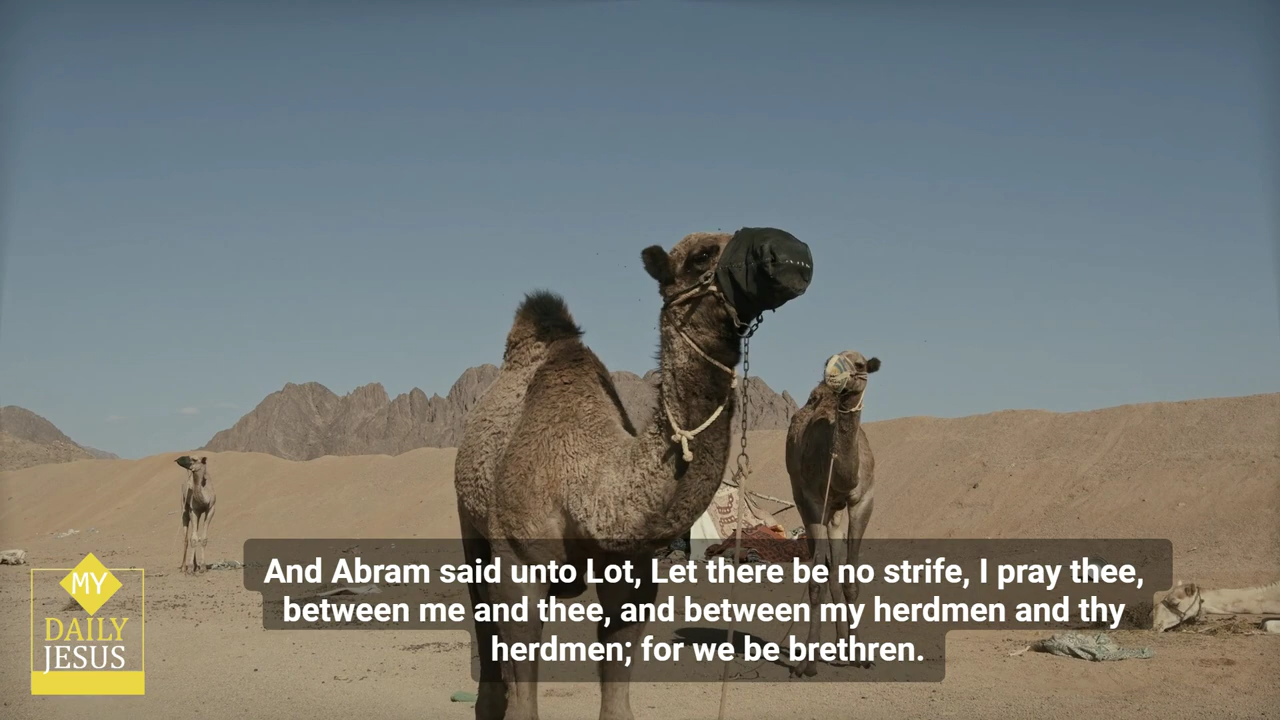 And Abram said unto Lot, Let there be no strife, I pray thee,
between me and thee, and between my herdmen and thy
herdmen; for we be brethren.
MY
DAILY
JESUS